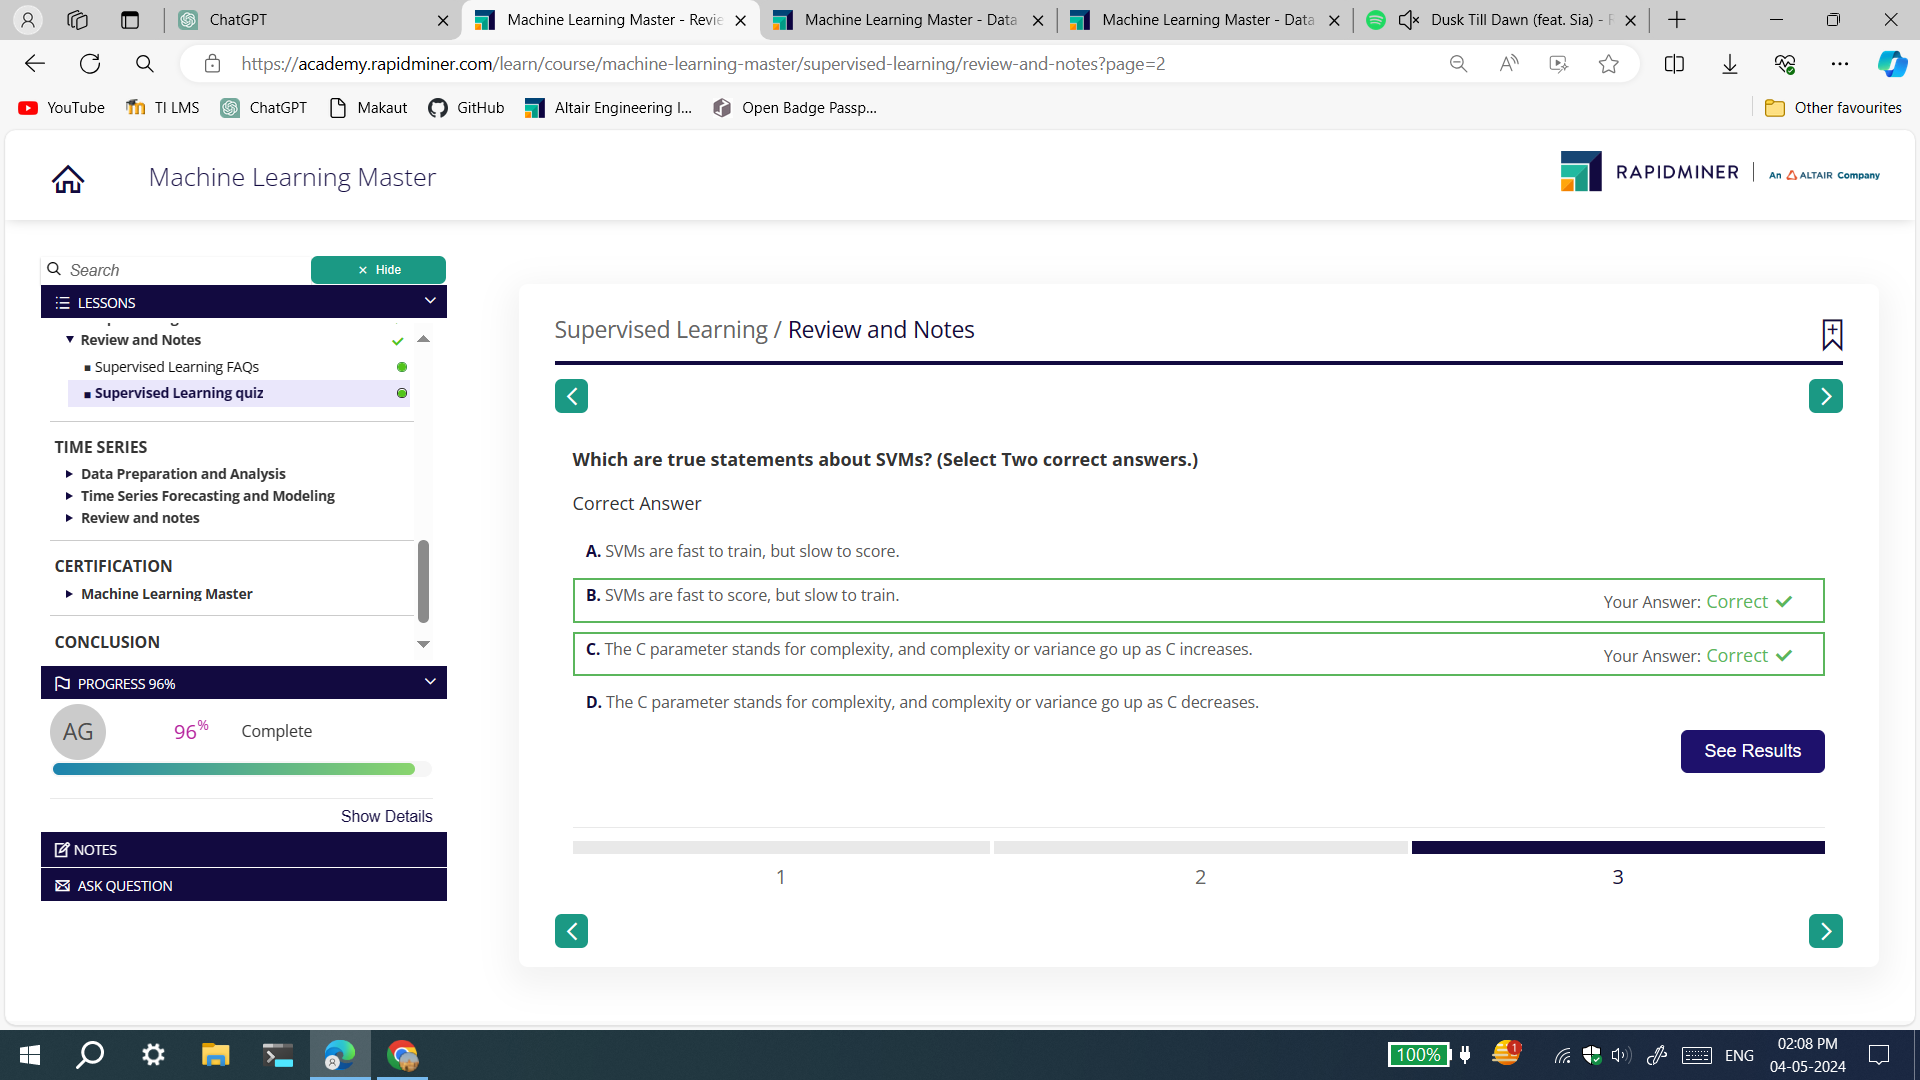 ChatGPT
Machine Learning Master - Revie
Machine Learning Master - Data
Machine Learning Master - Data
Dusk Till Dawn (feat. Sia) - R
https://academy.rapidminer.com/learn/course/machine-learning-master/supervised-learning/review-and-notes?page=2
YouTube
TI LMS
ChatGPT
Makaut
GitHub
Altair Engineering I...
Open Badge Passp...
Other favourites
Machine Learning Master
RAPIDMINER
An ALTAIR Company
Search
× Hide
LESSONS
Review and Notes
Supervised Learning FAQs
Supervised Learning quiz
TIME SERIES
Data Preparation and Analysis
Time Series Forecasting and Modeling
Review and notes
CERTIFICATION
Machine Learning Master
CONCLUSION
PROGRESS 96%
AG
96%
Complete
Show Details
NOTES
ASK QUESTION
Supervised Learning / Review and Notes
Which are true statements about SVMs? (Select Two correct answers.)
Correct Answer
A. SVMs are fast to train, but slow to score.
B. SVMs are fast to score, but slow to train.
Your Answer: Correct
C. The C parameter stands for complexity, and complexity or variance go up as C increases.
Your Answer: Correct
D. The C parameter stands for complexity, and complexity or variance go up as C decreases.
See Results
1
2
3
100%
1
ENG
02:08 PM
04-05-2024